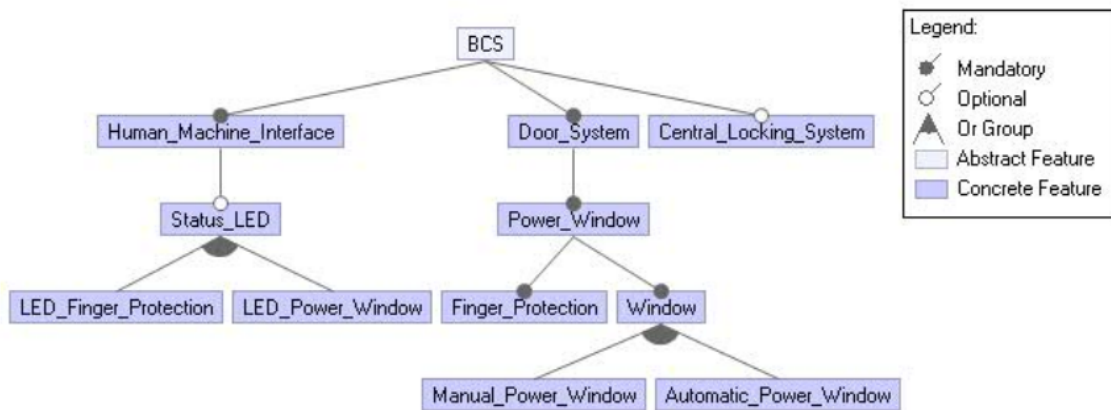 BCS
Legend:
Mandatory
Optional
Or Group
Abstract Feature
Concrete Feature
Human_Machine_Interface
Door_System
Central_Locking_System
Status_LED
Power_Window
LED_Finger_Protection
LED_Power_Window
Finger_Protection
Window
Manual_Power_Window
Automatic_Power_Window